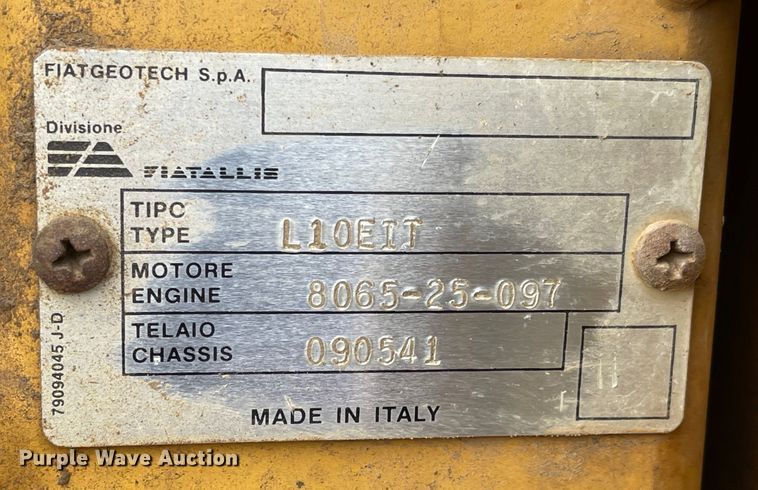 FIATGEOTECH S.p.A.
Divisione
FIATALLIS
TIPO
TYPE L10EIT
MOTORE
ENGINE 8065-25-097
TELAIO
CHASSIS 090541
79094045 J-D
MADE IN ITALY
Purple Wave Auction